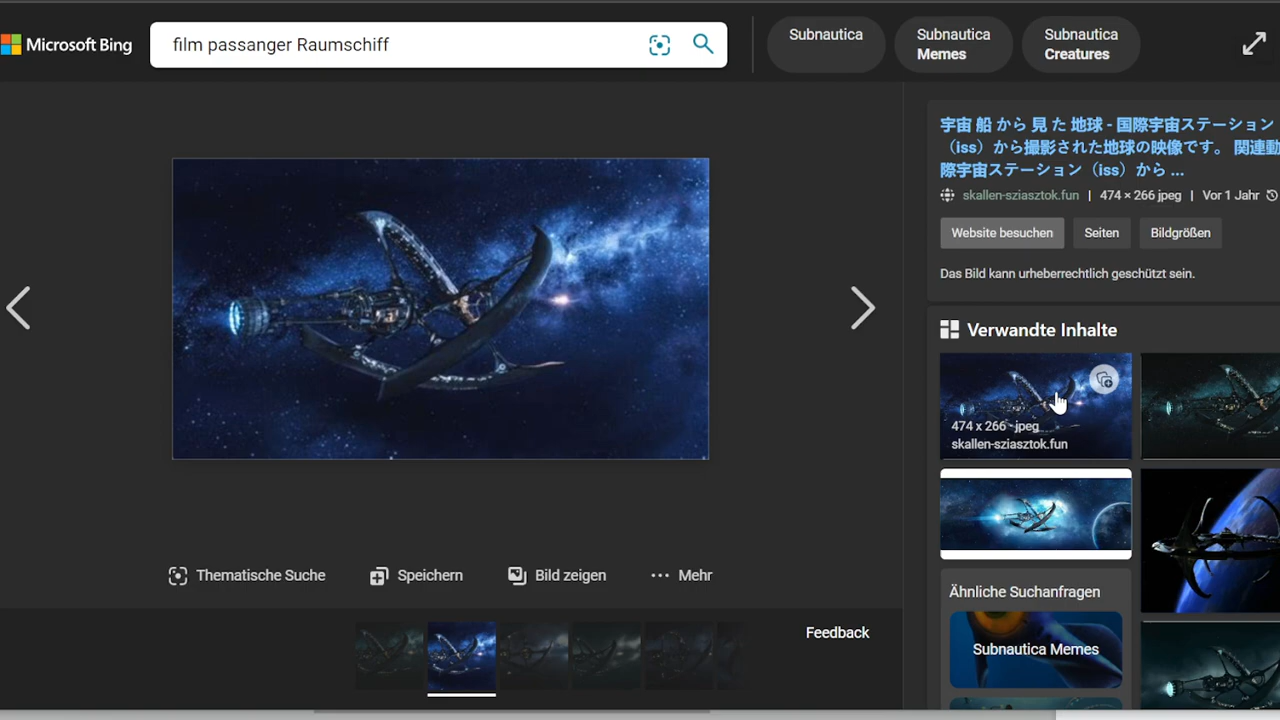 Microsoft Bing
film passanger Raumschiff
Subnautica
Subnautica
Memes
Subnautica
Creatures
宇宙 船 から 見 た 地球 - 国際宇宙ステーション
（iss）から撮影された地球の映像です。 関連動
際宇宙ステーション（iss）から ...
skallen-sziasztok.fun | 474 × 266 jpeg | Vor 1 Jahr
Website besuchen
Seiten
Bildgrößen
Das Bild kann urheberrechtlich geschützt sein.
Verwandte Inhalte
474 x 266 · jpeg
skallen-sziasztok.fun
Thematische Suche
Speichern
Bild zeigen
Mehr
Ähnliche Suchanfragen
Feedback
Subnautica Memes